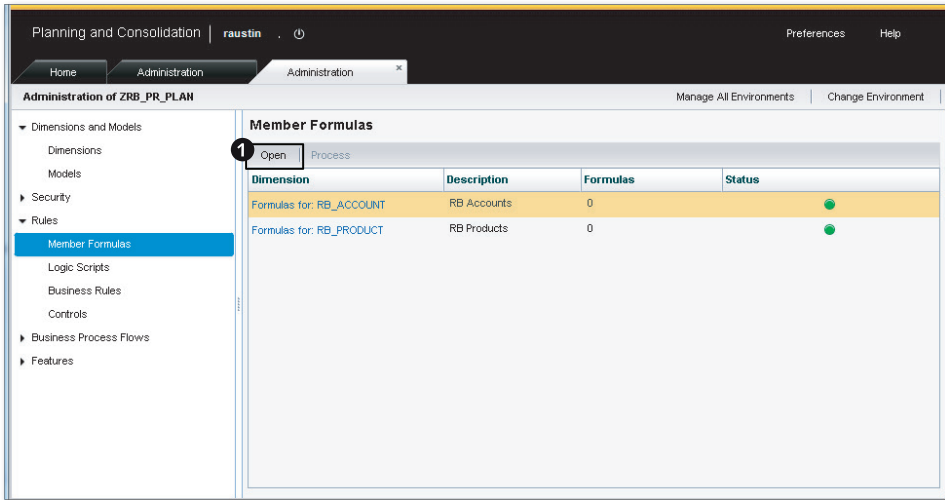 Planning and Consolidation | raustin .
Preferences Help
Home Administration Administration ×
Administration of ZRB_PR_PLAN Manage All Environments | Change Environment |
Dimensions and Models
Dimensions
Models
Security
Rules
Member Formulas
Logic Scripts
Business Rules
Controls
Business Process Flows
Features
Member Formulas
1 Open | Process
Dimension Description Formulas Status
Formulas for: RB_ACCOUNT RB Accounts 0
Formulas for: RB_PRODUCT RB Products 0